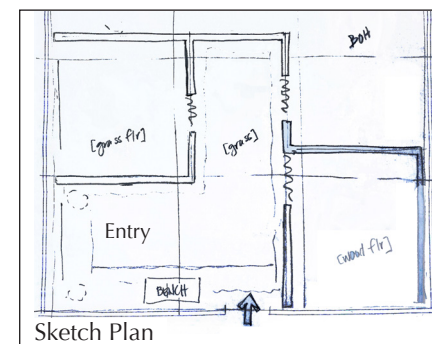 BOH
[grass flr]
[grass]
Entry
[wood flr]
BENCH
Sketch Plan